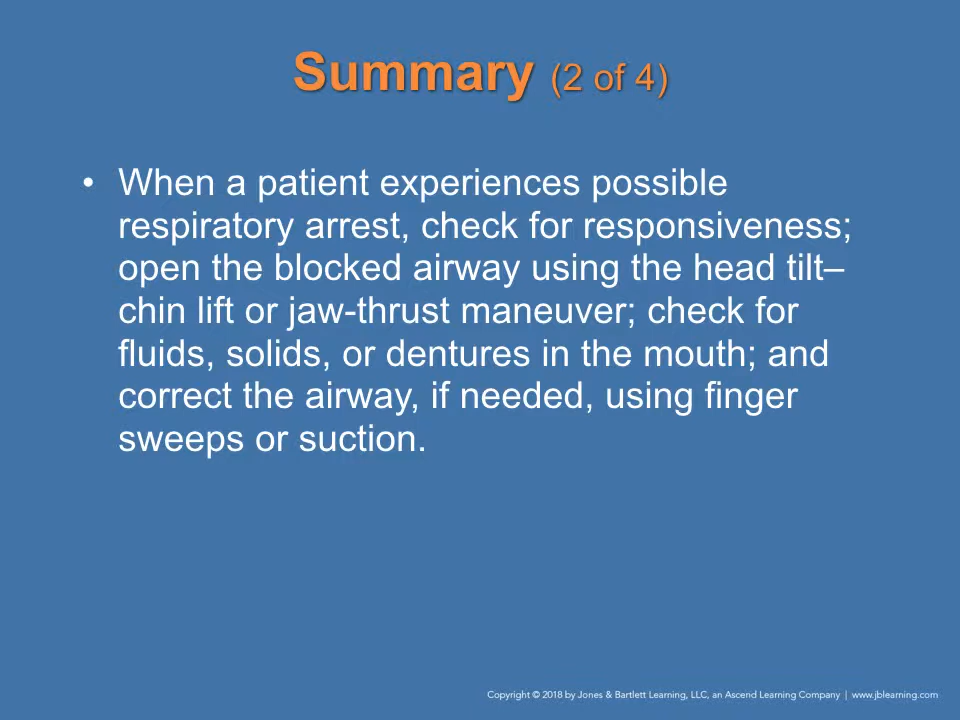 Summary (2 of 4)
• When a patient experiences possible
respiratory arrest, check for responsiveness;
open the blocked airway using the head tilt–
chin lift or jaw-thrust maneuver; check for
fluids, solids, or dentures in the mouth; and
correct the airway, if needed, using finger
sweeps or suction.
Copyright © 2018 by Jones & Bartlett Learning, LLC, an Ascend Learning Company | www.jblearning.com